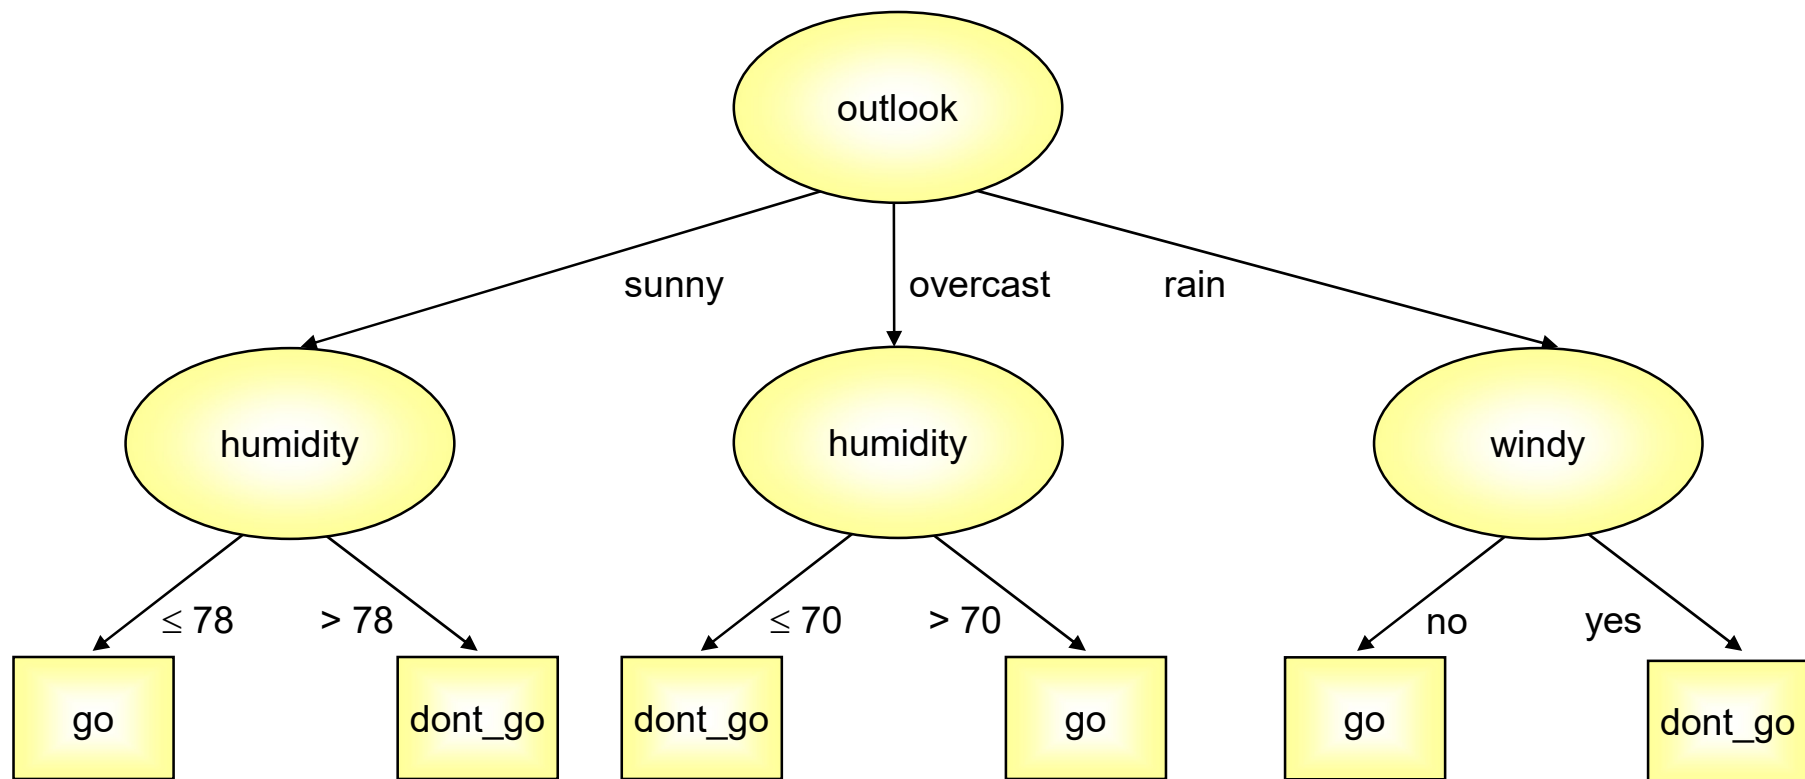 outlook
sunny
overcast
rain
humidity
humidity
windy
≤ 78
> 78
≤ 70
> 70
no
yes
go
dont_go
dont_go
go
go
dont_go